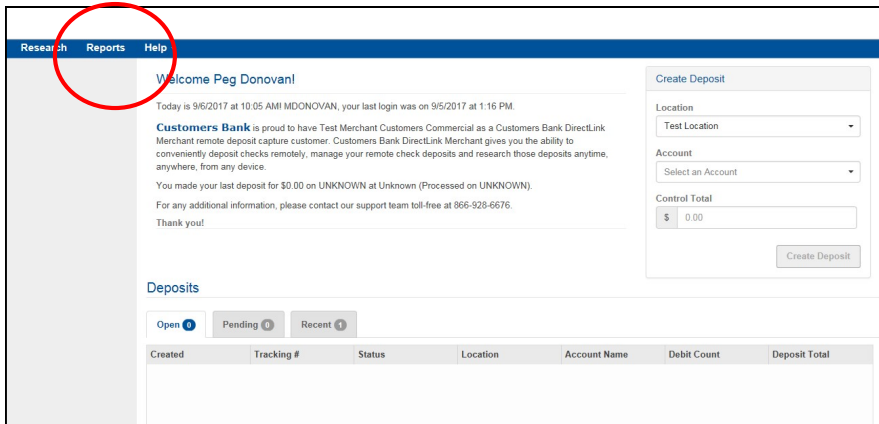 Research Reports Help
Welcome Peg Donovan!
Today is 9/6/2017 at 10:05 AM! MDONOVAN, your last login was on 9/5/2017 at 1:16 PM.
Customers Bank is proud to have Test Merchant Customers Commercial as a Customers Bank DirectLink
Merchant remote deposit capture customer. Customers Bank DirectLink Merchant gives you the ability to
conveniently deposit checks remotely, manage your remote check deposits and research those deposits anytime,
anywhere, from any device.
You made your last deposit for $0.00 on UNKNOWN at Unknown (Processed on UNKNOWN).
For any additional information, please contact our support team toll-free at 866-928-6676.
Thank you!
Create Deposit
Location
Test Location
Account
Select an Account
Control Total
$ 0.00
Create Deposit
Deposits
Open 0 Pending 0 Recent 1
Created Tracking # Status Location Account Name Debit Count Deposit Total